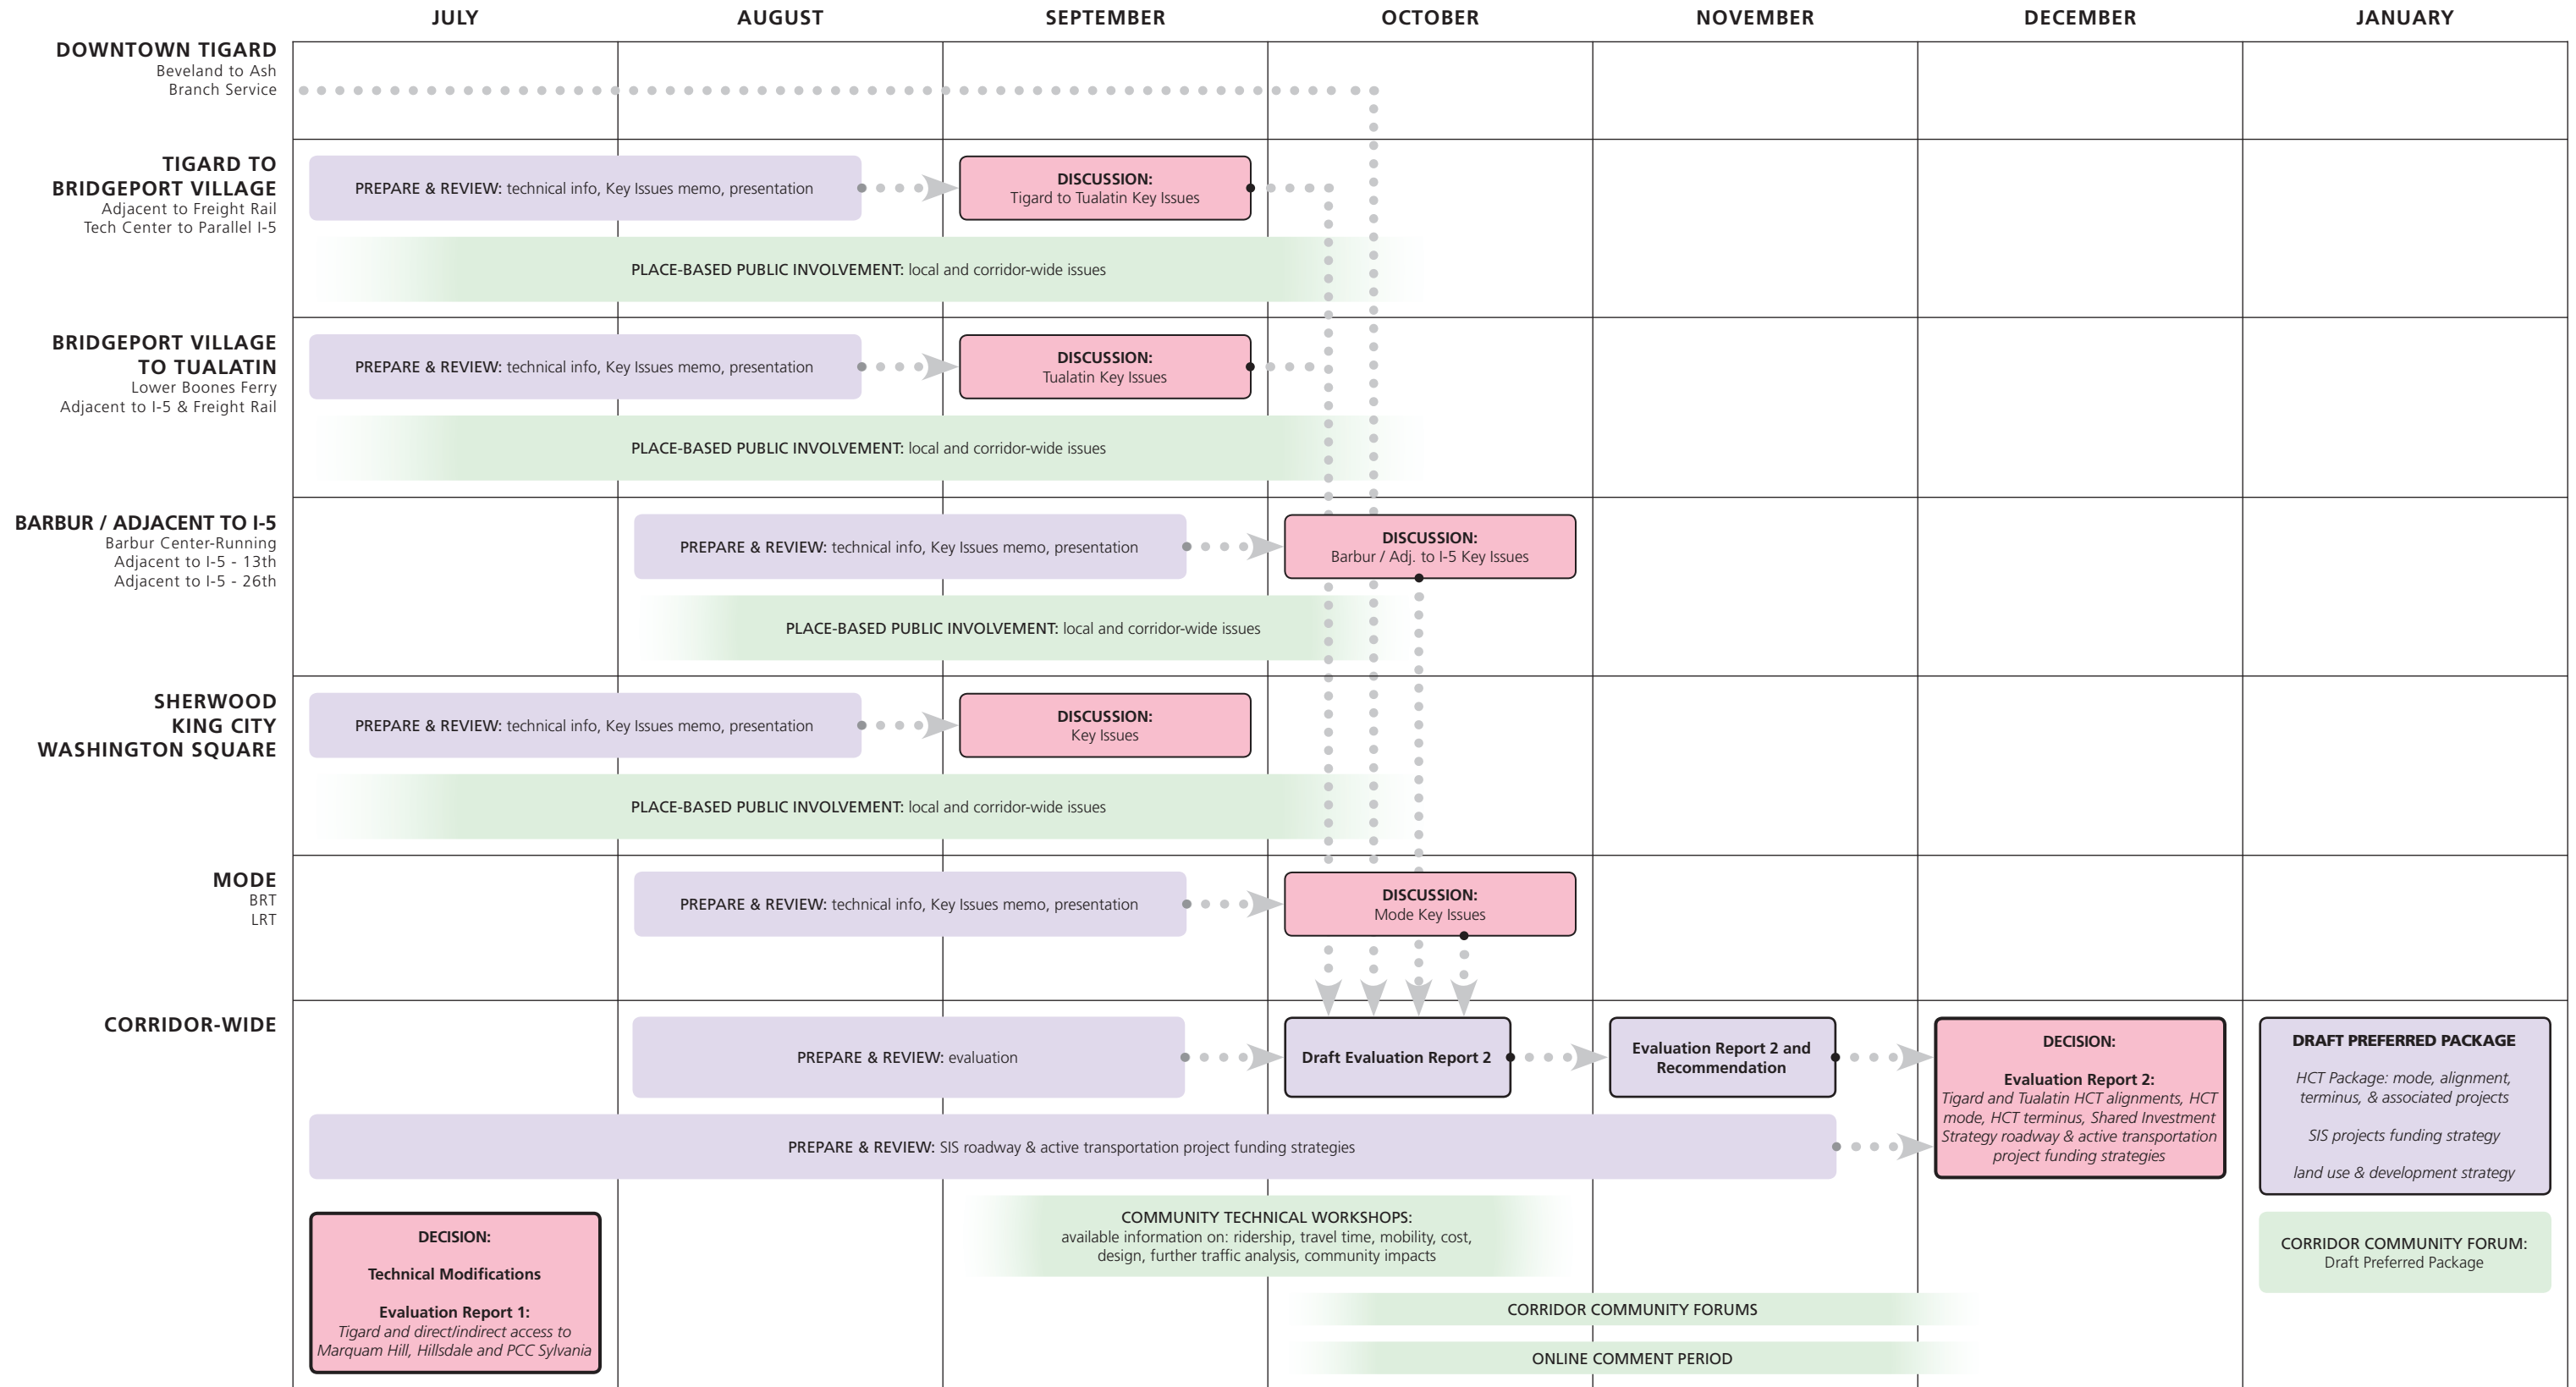 JULY
AUGUST
SEPTEMBER
OCTOBER
NOVEMBER
DECEMBER
JANUARY
DOWNTOWN TIGARD
Beveland to Ash
Branch Service
TIGARD TO
BRIDGEPORT VILLAGE
Adjacent to Freight Rail
Tech Center to Parallel I-5
PREPARE & REVIEW: technical info, Key Issues memo, presentation
DISCUSSION:
Tigard to Tualatin Key Issues
PLACE-BASED PUBLIC INVOLVEMENT: local and corridor-wide issues
BRIDGEPORT VILLAGE
TO TUALATIN
Lower Boones Ferry
Adjacent to I-5 & Freight Rail
PREPARE & REVIEW: technical info, Key Issues memo, presentation
DISCUSSION:
Tualatin Key Issues
PLACE-BASED PUBLIC INVOLVEMENT: local and corridor-wide issues
BARBUR / ADJACENT TO I-5
Barbur Center-Running
Adjacent to I-5 - 13th
Adjacent to I-5 - 26th
PREPARE & REVIEW: technical info, Key Issues memo, presentation
DISCUSSION:
Barbur / Adj. to I-5 Key Issues
PLACE-BASED PUBLIC INVOLVEMENT: local and corridor-wide issues
SHERWOOD
KING CITY
WASHINGTON SQUARE
PREPARE & REVIEW: technical info, Key Issues memo, presentation
DISCUSSION:
Key Issues
PLACE-BASED PUBLIC INVOLVEMENT: local and corridor-wide issues
MODE
BRT
LRT
PREPARE & REVIEW: technical info, Key Issues memo, presentation
DISCUSSION:
Mode Key Issues
CORRIDOR-WIDE
PREPARE & REVIEW: evaluation
Draft Evaluation Report 2
Evaluation Report 2 and
Recommendation
DECISION:
Evaluation Report 2:
Tigard and Tualatin HCT alignments, HCT
mode, HCT terminus, Shared Investment
Strategy roadway & active transportation
project funding strategies
DRAFT PREFERRED PACKAGE
HCT Package: mode, alignment,
terminus, & associated projects
SIS projects funding strategy
land use & development strategy
PREPARE & REVIEW: SIS roadway & active transportation project funding strategies
DECISION:
Technical Modifications
Evaluation Report 1:
Tigard and direct/indirect access to
Marquam Hill, Hillsdale and PCC Sylvania
COMMUNITY TECHNICAL WORKSHOPS:
available information on: ridership, travel time, mobility, cost,
design, further traffic analysis, community impacts
CORRIDOR COMMUNITY FORUM:
Draft Preferred Package
CORRIDOR COMMUNITY FORUMS
ONLINE COMMENT PERIOD